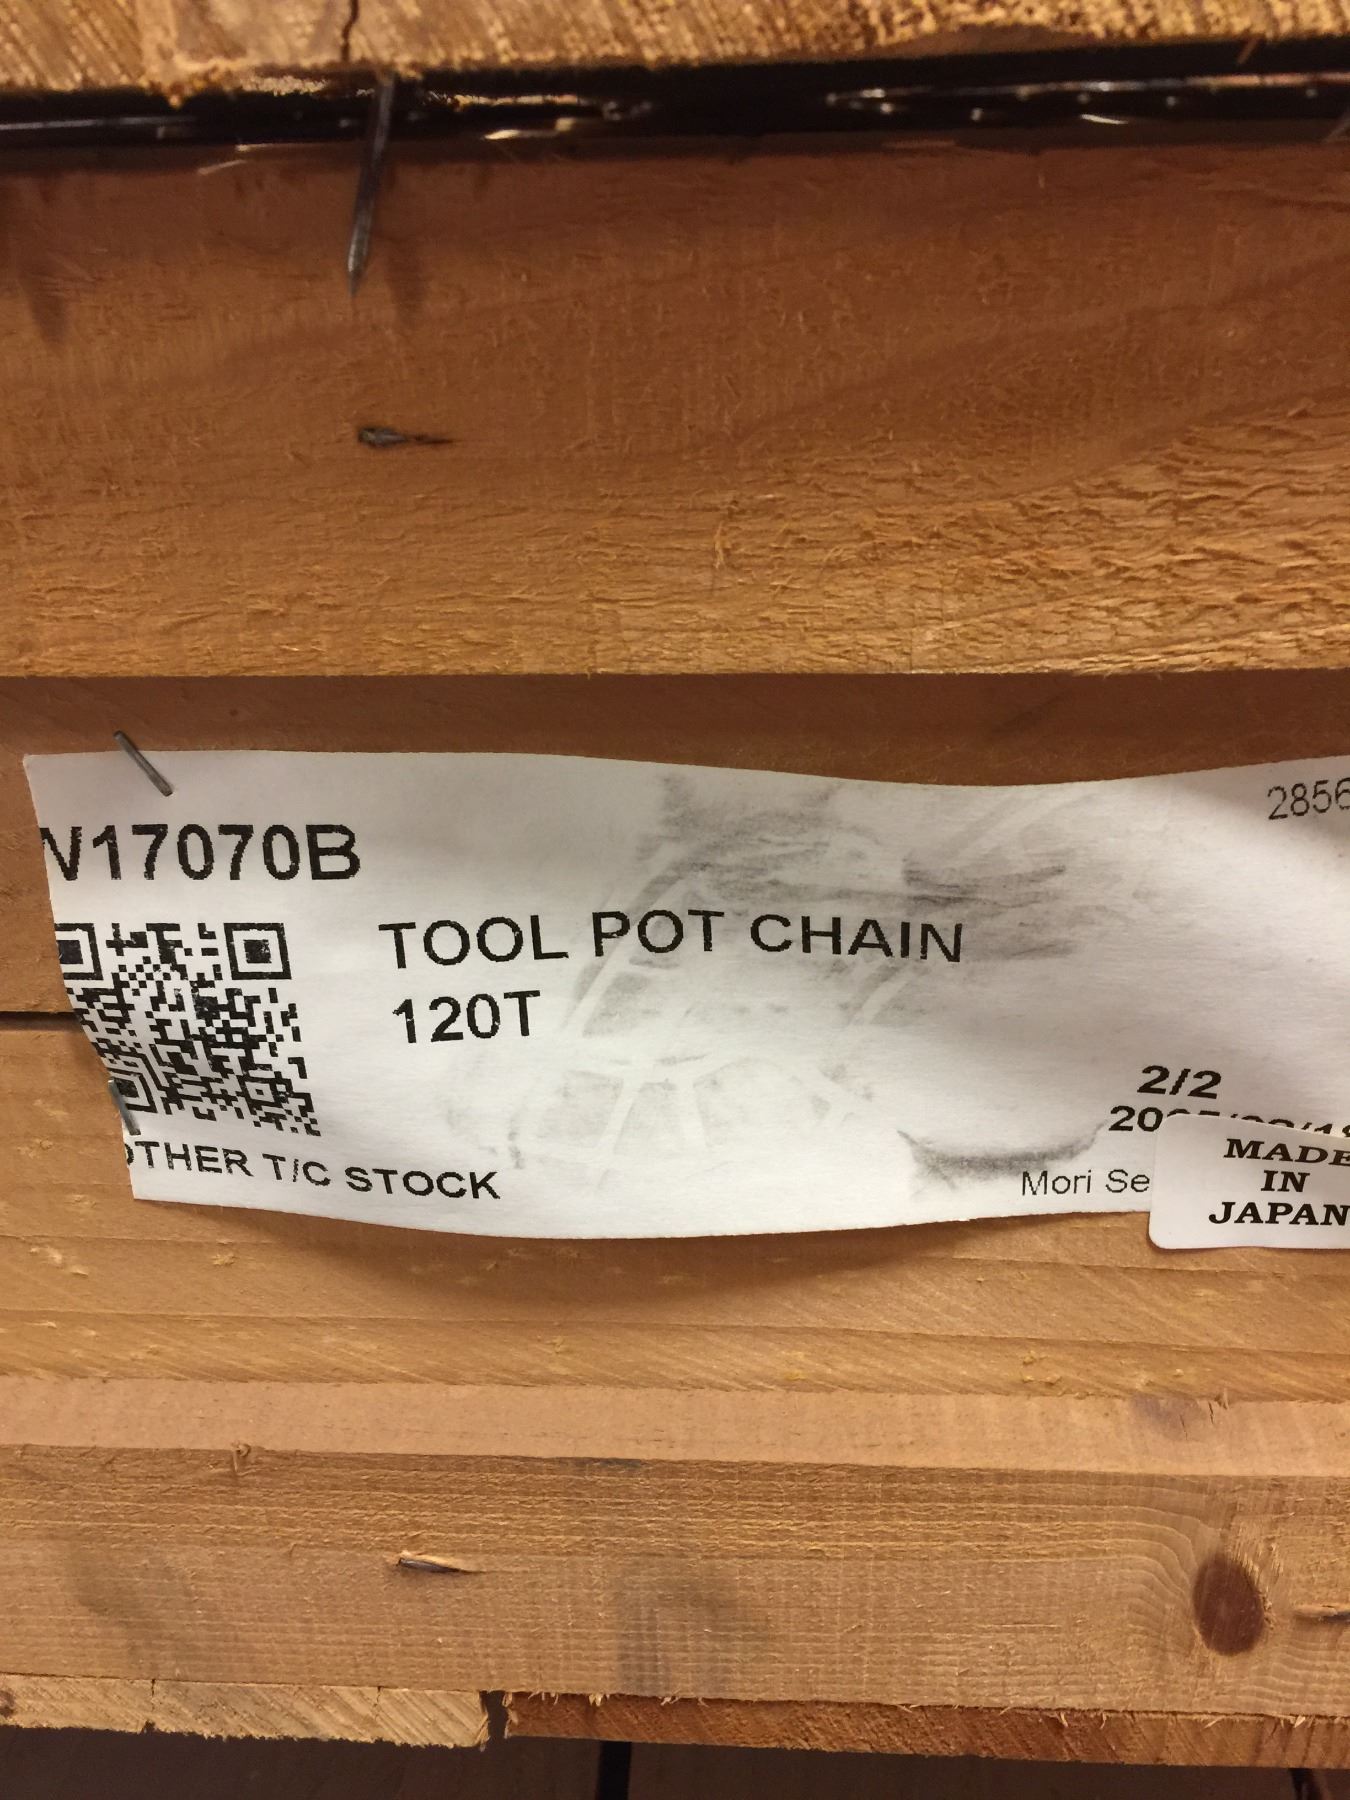 2856
V17070B
TOOL POT CHAIN
120T
2/2
OTHER T/C STOCK
Mori Se
MADE
IN
JAPAN